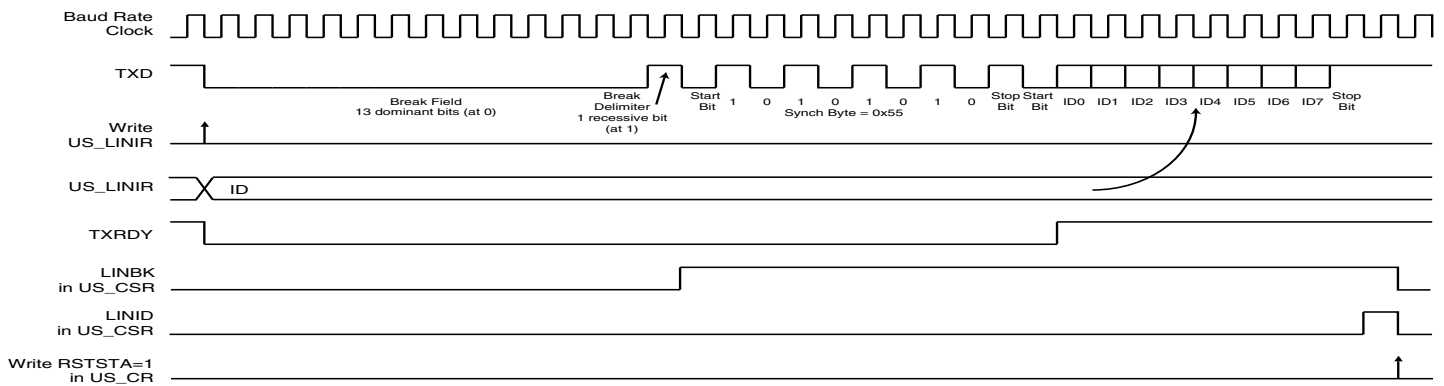 Baud Rate
Clock
TXD
Break Field
13 dominant bits (at 0)
Break
Delimiter
1 recessive bit
(at 1)
Start
Bit
1 0 1 0 1 0 1 0
Synch Byte = 0x55
Stop
Bit
Start
Bit
ID0 ID1 ID2 ID3 ID4 ID5 ID6 ID7
Stop
Bit
Write
US_LINIR
US_LINIR
ID
TXRDY
LINBK
in US_CSR
LINID
in US_CSR
Write RSTSTA=1
in US_CR